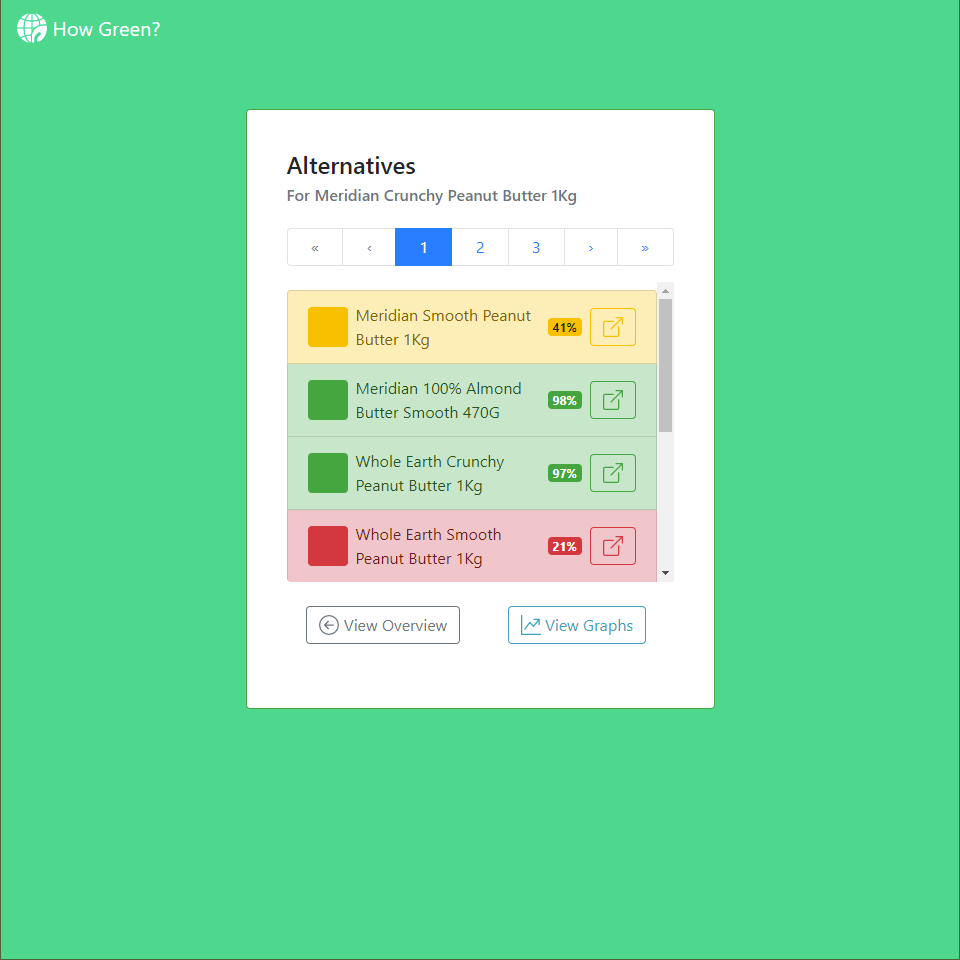 How Green?
Alternatives
For Meridian Crunchy Peanut Butter 1Kg
« ‹ 1 2 3 › »
Meridian Smooth Peanut
Butter 1Kg
41%
Meridian 100% Almond
Butter Smooth 470G
98%
Whole Earth Crunchy
Peanut Butter 1Kg
97%
Whole Earth Smooth
Peanut Butter 1Kg
21%
View Overview
View Graphs